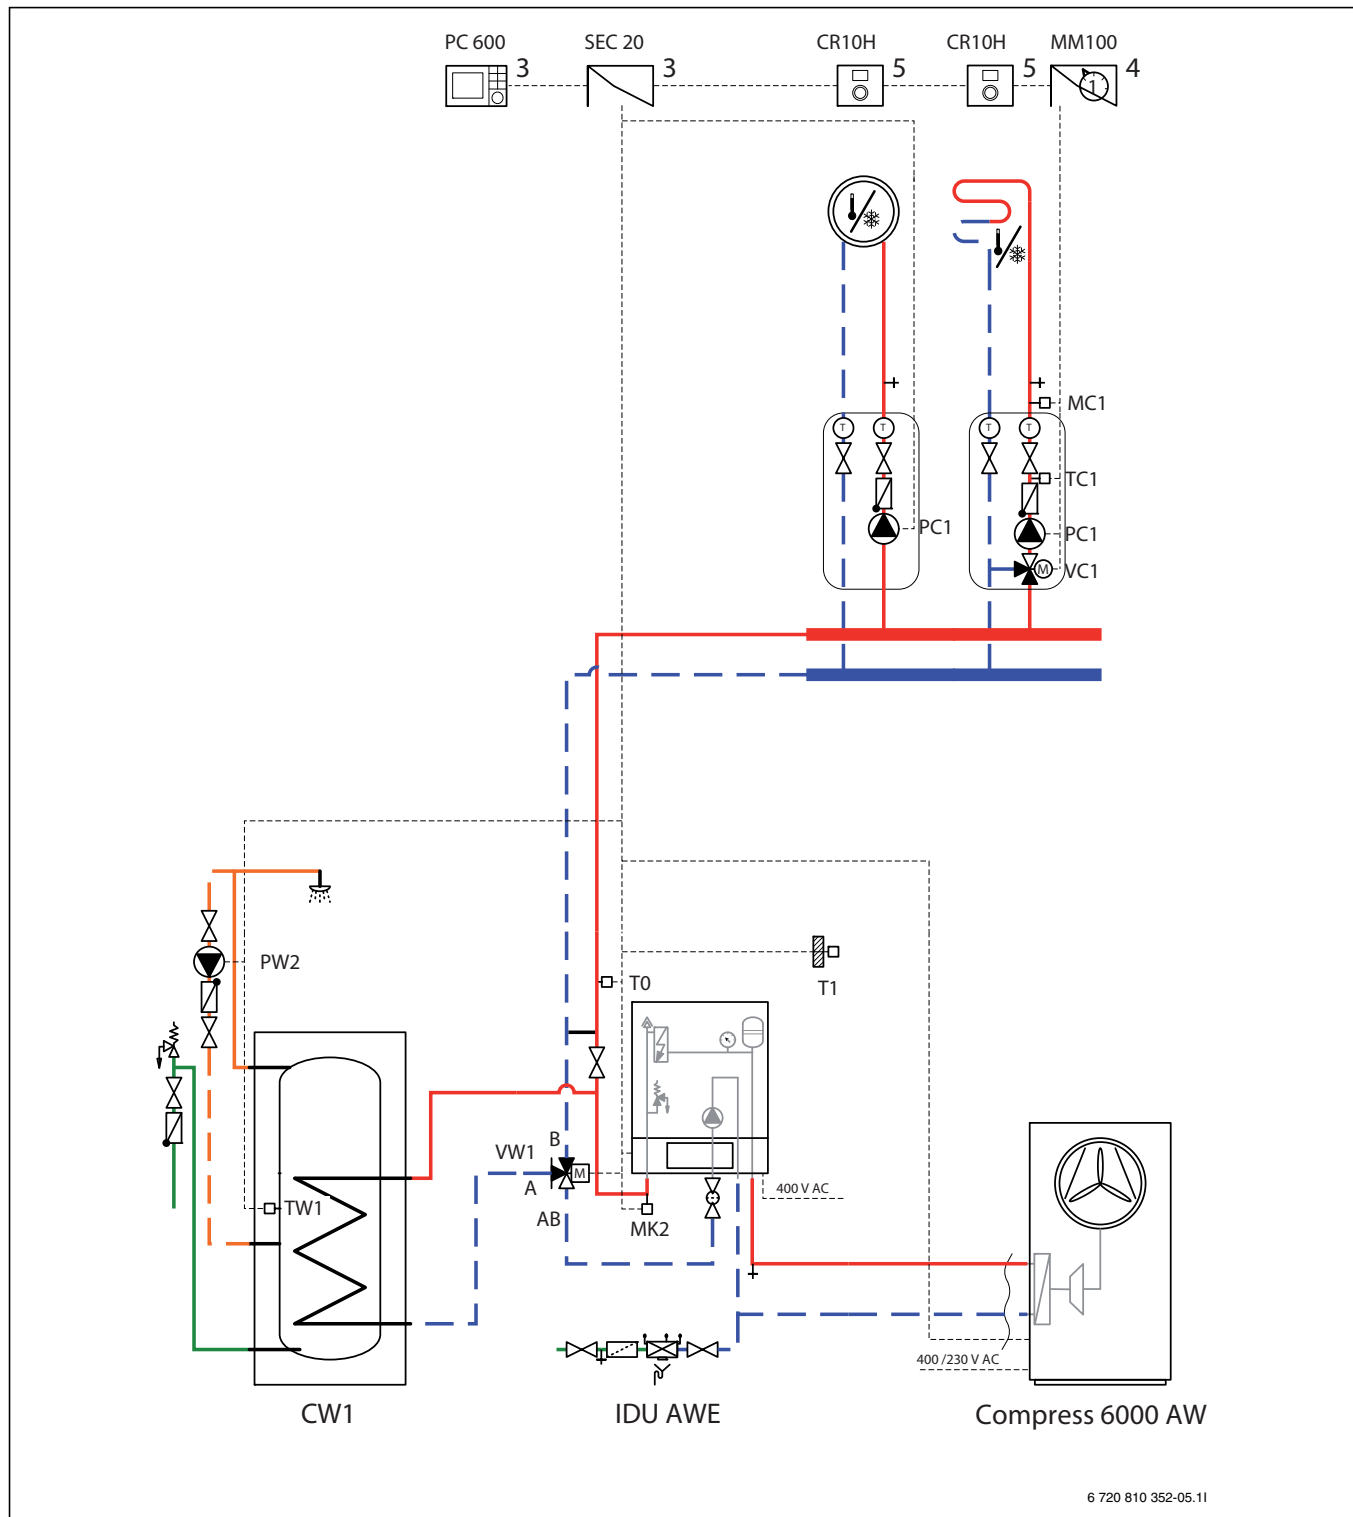 PC 600
SEC 20
CR10H
CR10H
MM100
3
3
5
5
1
4
MC1
T
T
T
T
TC1
PC1
PC1
M
VC1
PW2
T0
T1
B
VW1
M
A
400 V AC
TW1
AB
MK2
400 /230 V AC
CW1
IDU AWE
Compress 6000 AW
6 720 810 352-05.1I